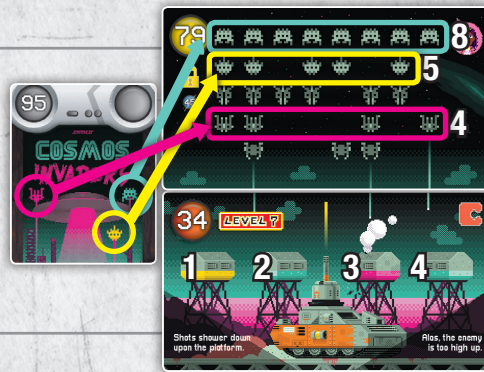 79
8
5
45
4
95
COSMOS
INVADERS
34
LEVEL 7
C
1
2
3
4
Shots shower down
upon the platform.
Alas, the enemy
is too high up.